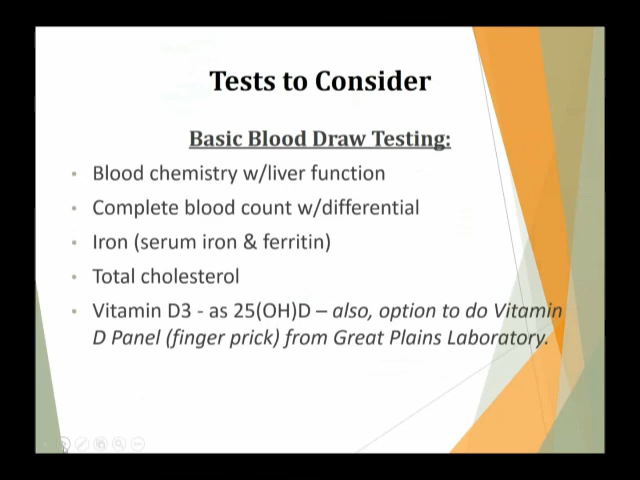 Tests to Consider
Basic Blood Draw Testing:
• Blood chemistry w/liver function
• Complete blood count w/differential
• Iron (serum iron & ferritin)
• Total cholesterol
• Vitamin D3 - as 25(OH)D – also, option to do Vitamin
D Panel (finger prick) from Great Plains Laboratory.